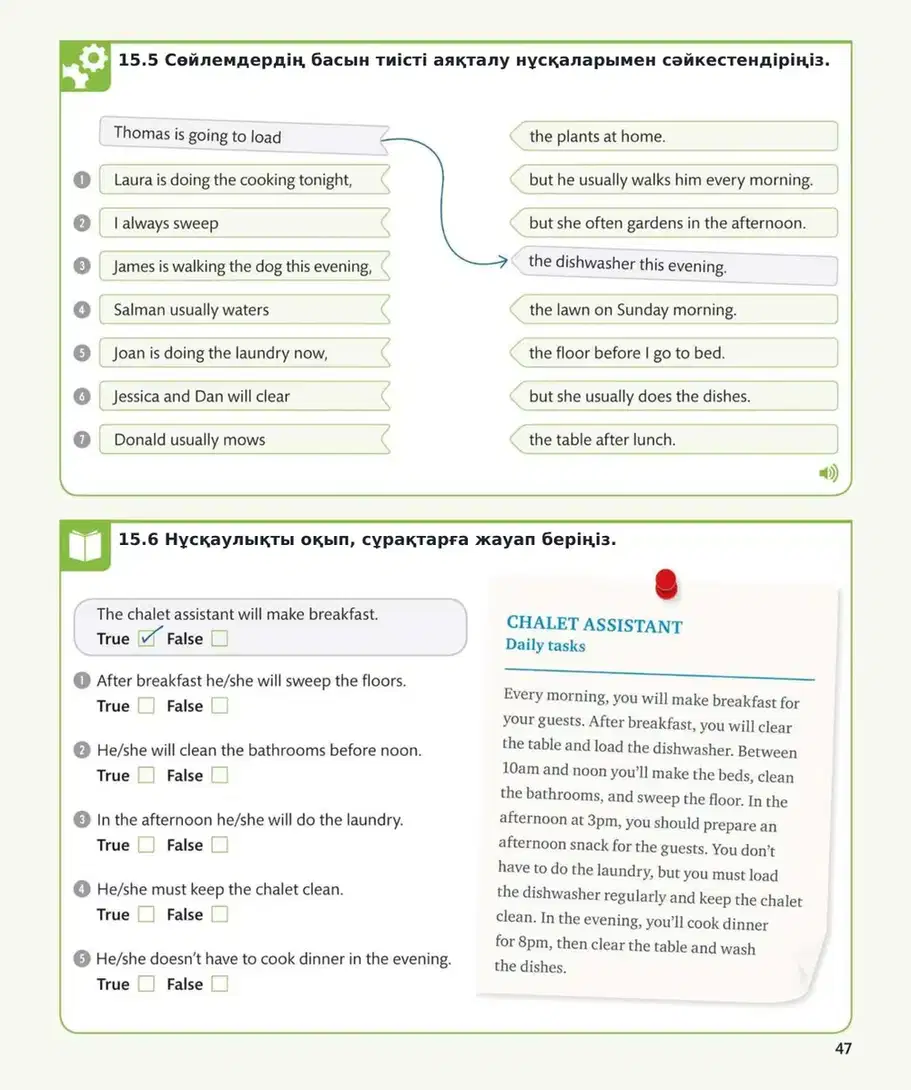 15.5 Сөйлемдердің басын тиісті аяқталу нұсқаларымен сәйкестендіріңіз.
Thomas is going to load
1 Laura is doing the cooking tonight,
2 I always sweep
3 James is walking the dog this evening,
4 Salman usually waters
5 Joan is doing the laundry now,
6 Jessica and Dan will clear
7 Donald usually mows
the plants at home.
but he usually walks him every morning.
but she often gardens in the afternoon.
the dishwasher this evening.
the lawn on Sunday morning.
the floor before I go to bed.
but she usually does the dishes.
the table after lunch.
15.6 Нұсқаулықты оқып, сұрақтарға жауап беріңіз.
The chalet assistant will make breakfast.
True False
1 After breakfast he/she will sweep the floors.
True False
2 He/she will clean the bathrooms before noon.
True False
3 In the afternoon he/she will do the laundry.
True False
4 He/she must keep the chalet clean.
True False
5 He/she doesn't have to cook dinner in the evening.
True False
CHALET ASSISTANT
Daily tasks
Every morning, you will make breakfast for
your guests. After breakfast, you will clear
the table and load the dishwasher. Between
10am and noon you'll make the beds, clean
the bathrooms, and sweep the floor. In the
afternoon at 3pm, you should prepare an
afternoon snack for the guests. You don't
have to do the laundry, but you must load
the dishwasher regularly and keep the chalet
clean. In the evening, you'll cook dinner
for 8pm, then clear the table and wash
the dishes.
47